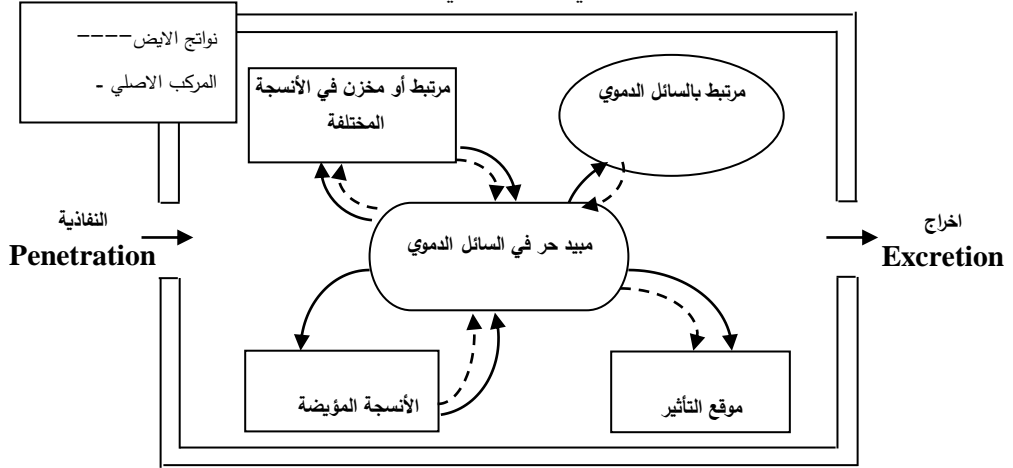 نواتج الايض----
المركب الاصلي -
مرتبط أو مخزن في الأنسجة
المختلفة
مرتبط بالسائل الدموي
النفاذية
Penetration
مبيد حر في السائل الدموي
اخراج
Excretion
الأنسجة المؤيضة
موقع التأثير